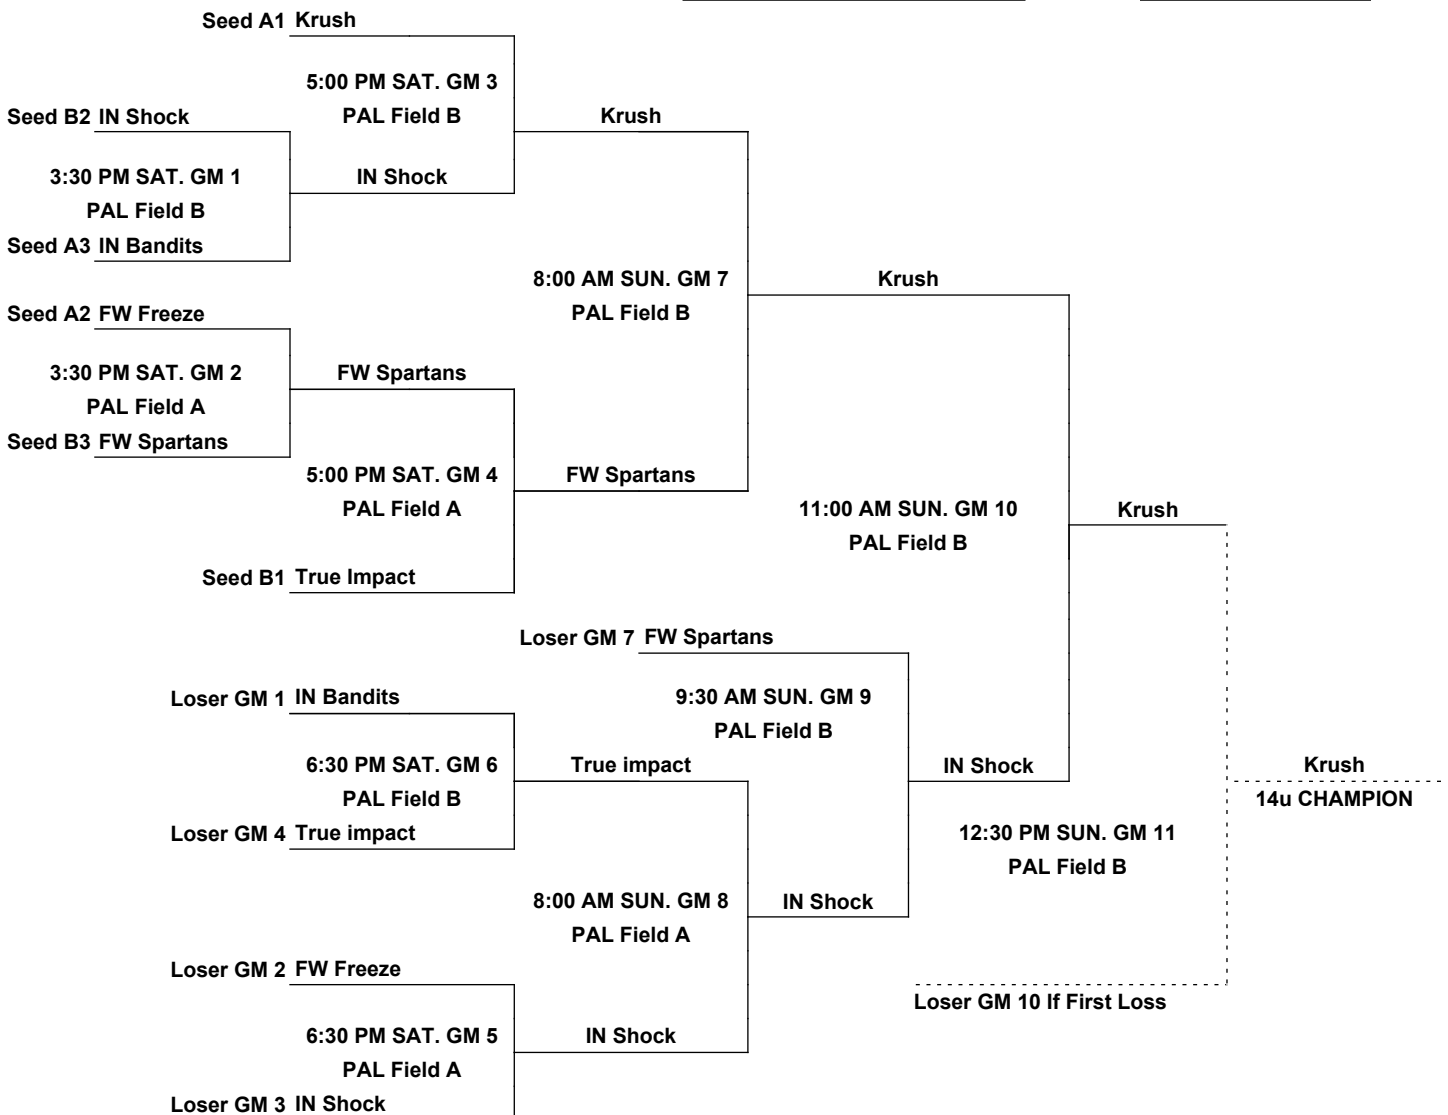 Seed A1 Krush
5:00 PM SAT. GM 3
PAL Field B
Seed B2 IN Shock
Krush
3:30 PM SAT. GM 1
PAL Field B
IN Shock
Seed A3 IN Bandits
8:00 AM SUN. GM 7
PAL Field B
Krush
Seed A2 FW Freeze
3:30 PM SAT. GM 2
PAL Field A
FW Spartans
Seed B3 FW Spartans
5:00 PM SAT. GM 4
PAL Field A
FW Spartans
11:00 AM SUN. GM 10
PAL Field B
Krush
Seed B1 True Impact
Loser GM 7 FW Spartans
Loser GM 1 IN Bandits
9:30 AM SUN. GM 9
PAL Field B
6:30 PM SAT. GM 6
PAL Field B
True impact
IN Shock
Krush
14u CHAMPION
Loser GM 4 True impact
12:30 PM SUN. GM 11
PAL Field B
8:00 AM SUN. GM 8
PAL Field A
IN Shock
Loser GM 2 FW Freeze
Loser GM 10 If First Loss
6:30 PM SAT. GM 5
PAL Field A
IN Shock
Loser GM 3 IN Shock